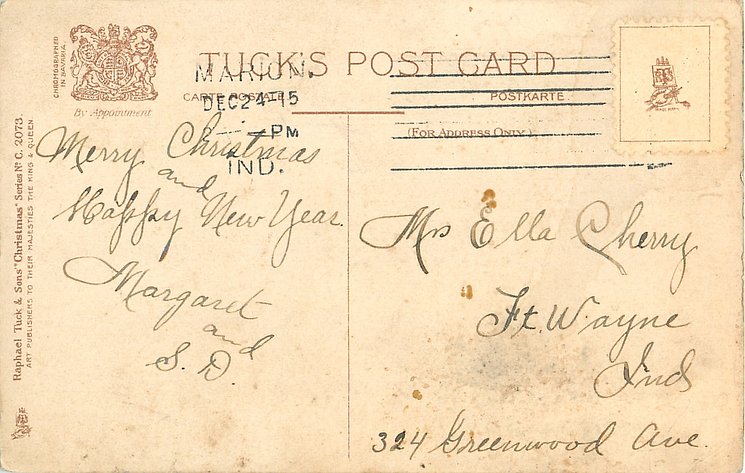 CHROMOGRAPHED
IN BAVARIA
By Appointment
TUCK'S POST CARD
CARTE POSTALE
POSTKARTE
(FOR ADDRESS ONLY.)
MARION.
DEC 24 -15
-PM
IND.
Raphael Tuck & Sons' "Christmas" Series No C. 2073.
ART PUBLISHERS TO THEIR MAJESTIES THE KING & QUEEN.
Merry Christmas
and
Happy New Year.
Margaret
and
S. D.
Mrs Ella Cherry
Ft. Wayne
Ind
324 Greenwood Ave.